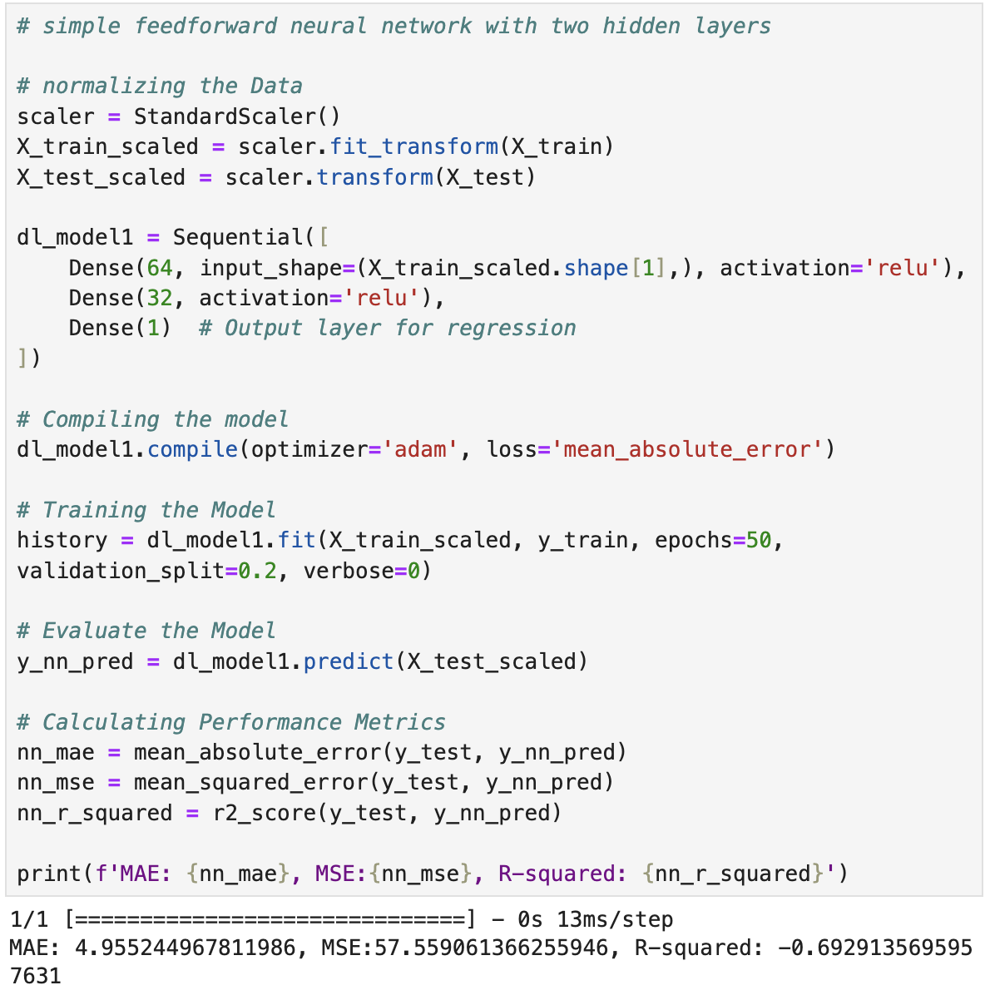 # simple feedforward neural network with two hidden layers
# normalizing the Data
scaler = StandardScaler()
X_train_scaled = scaler.fit_transform(X_train)
X_test_scaled = scaler.transform(X_test)
dl_model1 = Sequential([
    Dense(64, input_shape=(X_train_scaled.shape[1],), activation='relu'),
    Dense(32, activation='relu'),
    Dense(1)  # Output layer for regression
])
# Compiling the model
dl_model1.compile(optimizer='adam', loss='mean_absolute_error')
# Training the Model
history = dl_model1.fit(X_train_scaled, y_train, epochs=50,
validation_split=0.2, verbose=0)
# Evaluate the Model
y_nn_pred = dl_model1.predict(X_test_scaled)
# Calculating Performance Metrics
nn_mae = mean_absolute_error(y_test, y_nn_pred)
nn_mse = mean_squared_error(y_test, y_nn_pred)
nn_r_squared = r2_score(y_test, y_nn_pred)
print(f'MAE: {nn_mae}, MSE:{nn_mse}, R-squared: {nn_r_squared}')
1/1 [==============================] - 0s 13ms/step
MAE: 4.955244967811986, MSE:57.559061366255946, R-squared: -0.692913569595
7631